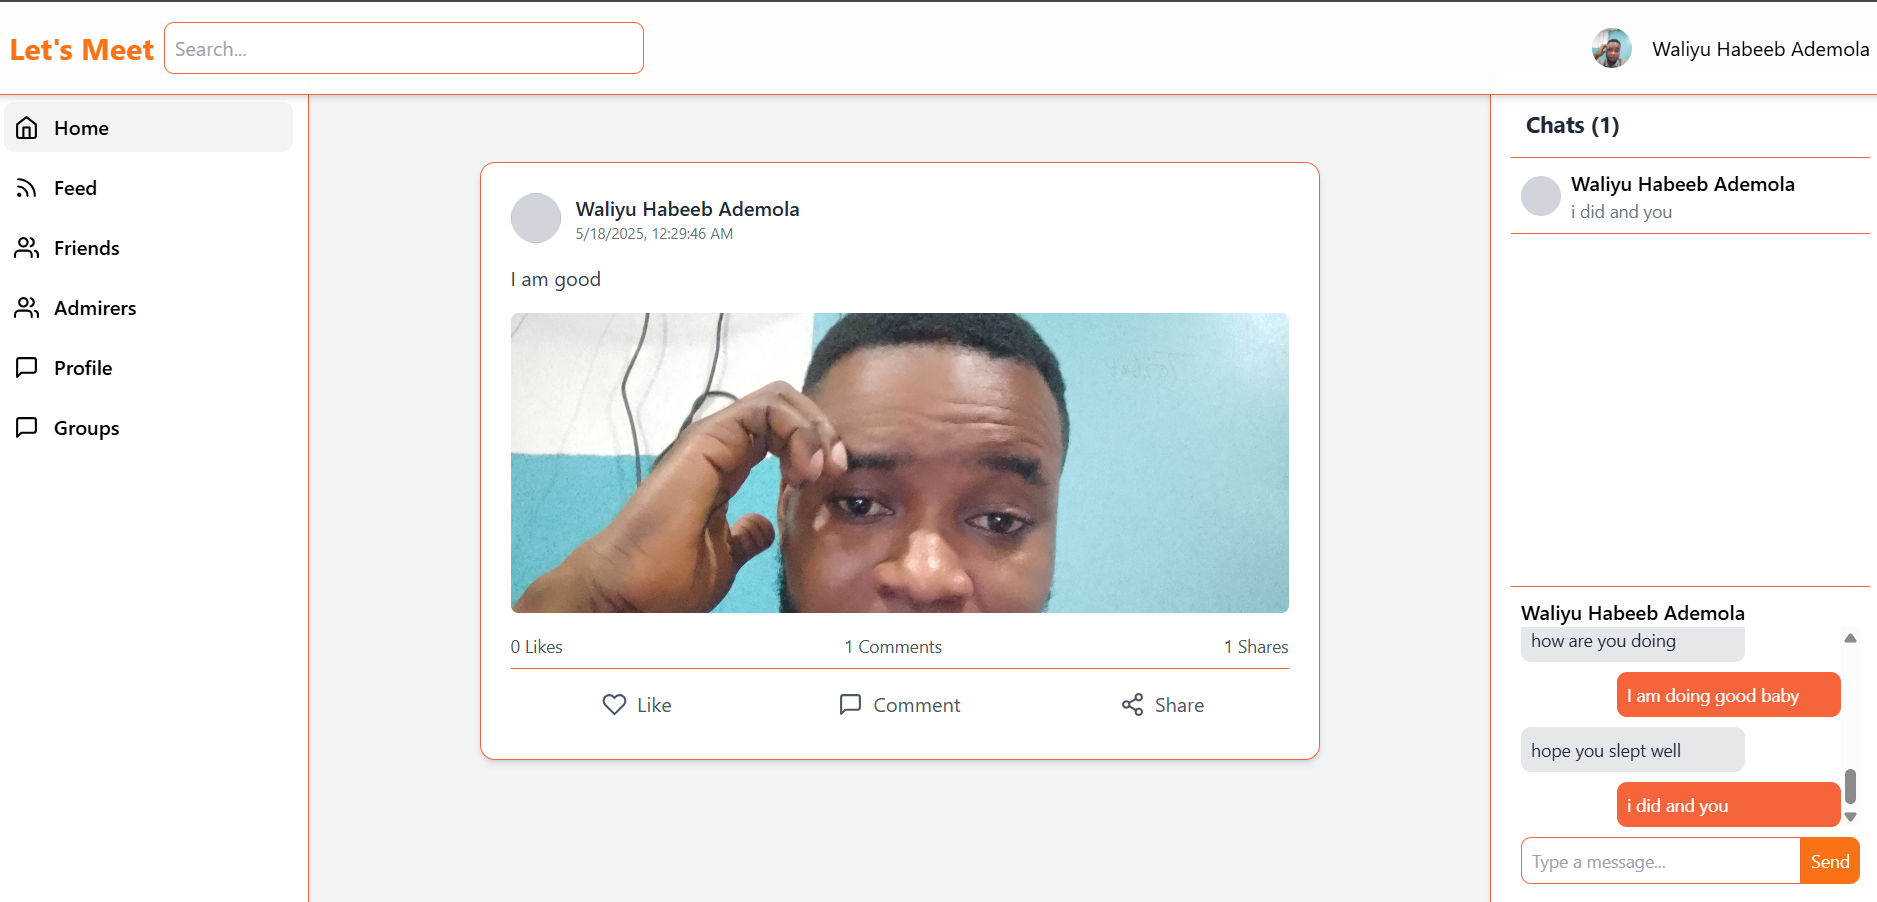 Let's Meet
Search...
Waliyu Habeeb Ademola
Home
Feed
Friends
Admirers
Profile
Groups
Waliyu Habeeb Ademola
5/18/2025, 12:29:46 AM
I am good
0 Likes
1 Comments
1 Shares
Like
Comment
Share
Chats (1)
Waliyu Habeeb Ademola
i did and you
Waliyu Habeeb Ademola
how are you doing
I am doing good baby
hope you slept well
i did and you
Type a message...
Send